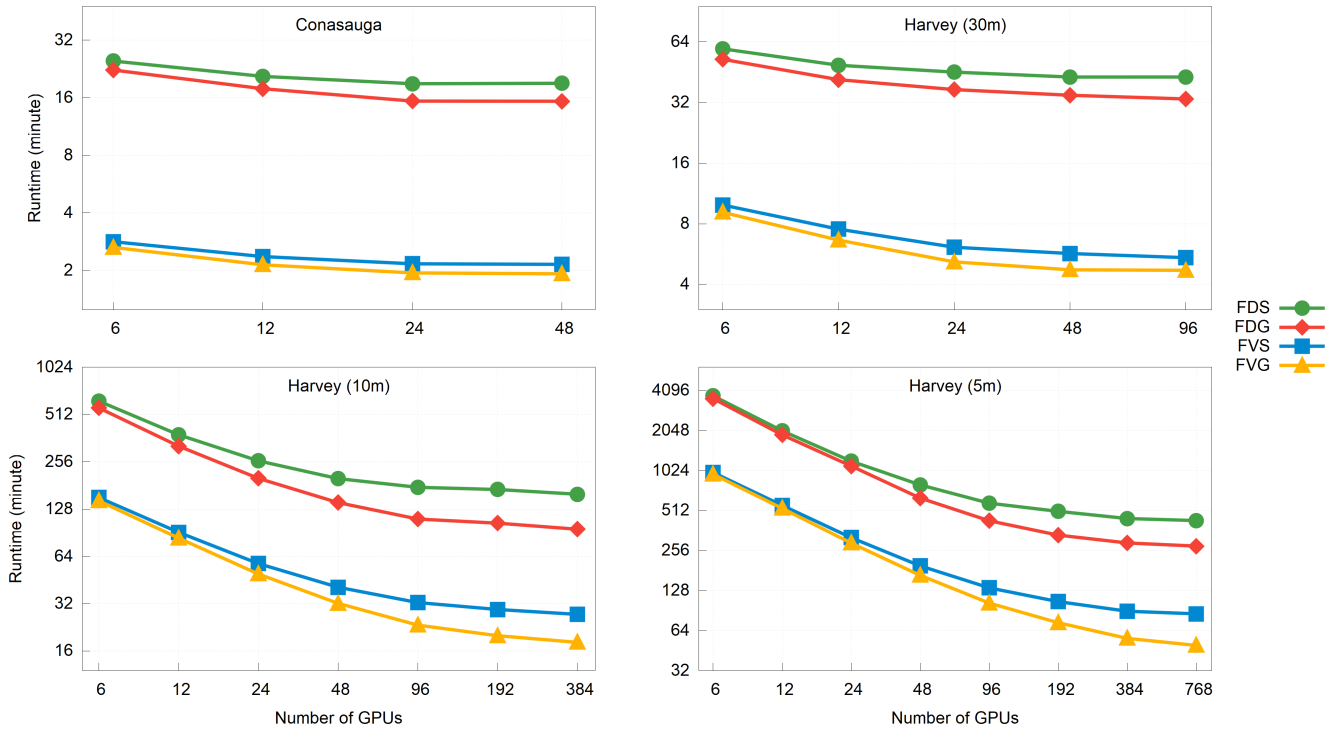 Conasauga
Runtime (minute)
32
16
8
4
2
6 12 24 48
Harvey (30m)
64
32
16
8
4
6 12 24 48 96
FDS
FDG
FVS
FVG
Harvey (10m)
Runtime (minute)
1024
512
256
128
64
32
16
6 12 24 48 96 192 384
Number of GPUs
Harvey (5m)
4096
2048
1024
512
256
128
64
32
6 12 24 48 96 192 384 768
Number of GPUs